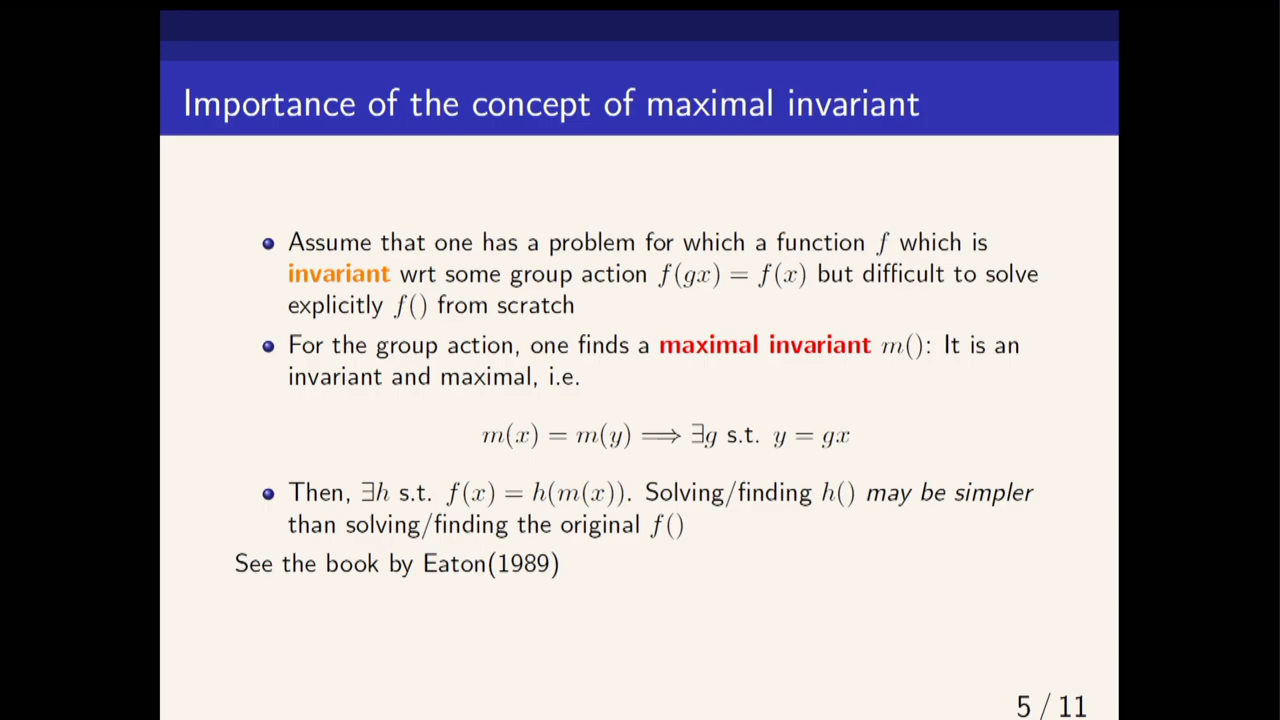 Importance of the concept of maximal invariant
Assume that one has a problem for which a function f which is
invariant wrt some group action f(gx) = f(x) but difficult to solve
explicitly f() from scratch
For the group action, one finds a maximal invariant m(): It is an
invariant and maximal, i.e.
m(x) = m(y) ⟹ ∃g s.t. y = gx
Then, ∃h s.t. f(x) = h(m(x)). Solving/finding h() may be simpler
than solving/finding the original f()
See the book by Eaton(1989)
5 / 11